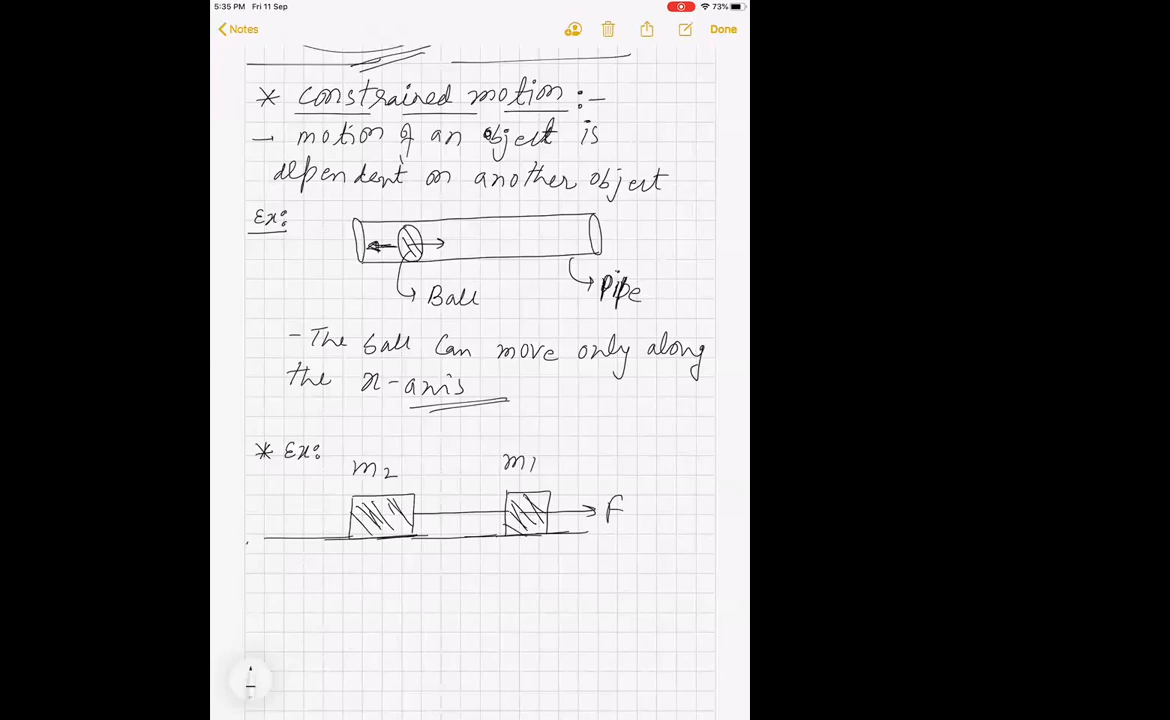 5:35 PM Fri 11 Sep
73%
Notes
Done
* constrained motion :-
- motion of an object is
dependent on another object
Ex:
Ball
Pipe
- The ball can move only along
the x-axis
* Ex:
m2
m1
F